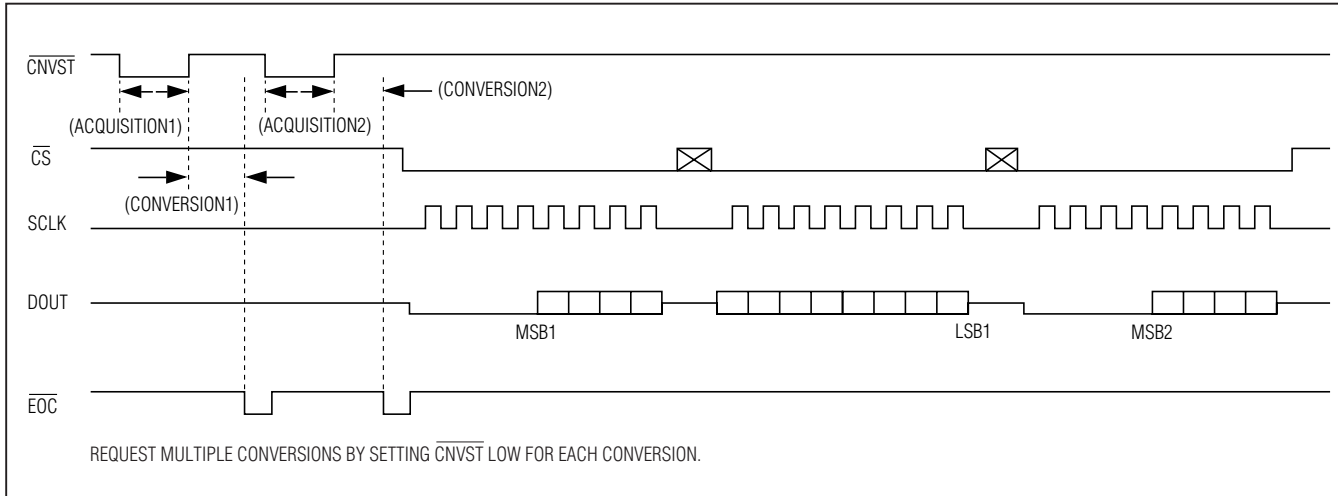 CNVST
(CONVERSION2)
(ACQUISITION1)
(ACQUISITION2)
CS
(CONVERSION1)
SCLK
DOUT
MSB1
LSB1
MSB2
EOC
REQUEST MULTIPLE CONVERSIONS BY SETTING CNVST LOW FOR EACH CONVERSION.